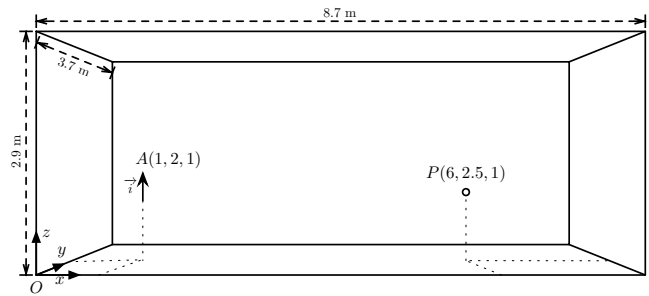 8.7 m
3.7 m
2.9 m
A(1, 2, 1)
i
P(6, 2.5, 1)
z
y
x
O